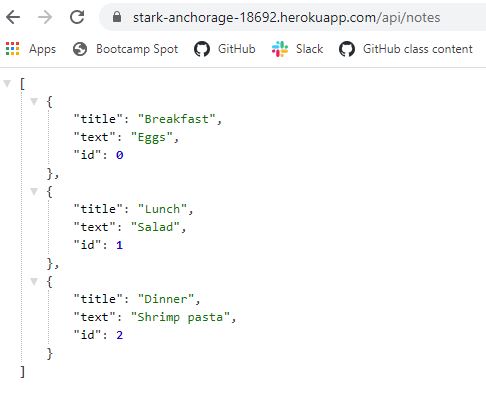 stark-anchorage-18692.herokuapp.com/api/notes
Apps Bootcamp Spot GitHub Slack GitHub class content
[
{
"title": "Breakfast",
"text": "Eggs",
"id": 0
},
{
"title": "Lunch",
"text": "Salad",
"id": 1
},
{
"title": "Dinner",
"text": "Shrimp pasta",
"id": 2
}
]